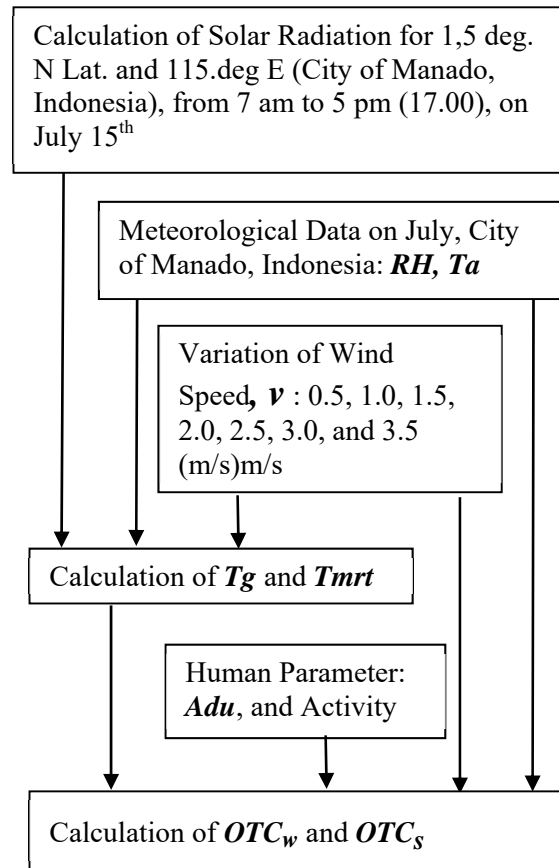 Calculation of Solar Radiation for 1,5 deg.
N Lat. and 115.deg E (City of Manado,
Indonesia), from 7 am to 5 pm (17.00), on
July 15th
Meteorological Data on July, City
of Manado, Indonesia: RH, Ta
Variation of Wind
Speed, v : 0.5, 1.0, 1.5,
2.0, 2.5, 3.0, and 3.5
(m/s)m/s
Calculation of Tg and Tmrt
Human Parameter:
Adu, and Activity
Calculation of OTCw and OTCs